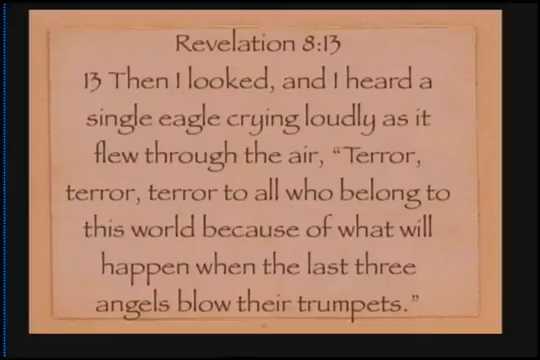 Revelation 8:13
13 Then I looked, and I heard a
single eagle crying loudly as it
flew through the air, “Terror,
terror, terror to all who belong to
this world because of what will
happen when the last three
angels blow their trumpets.”